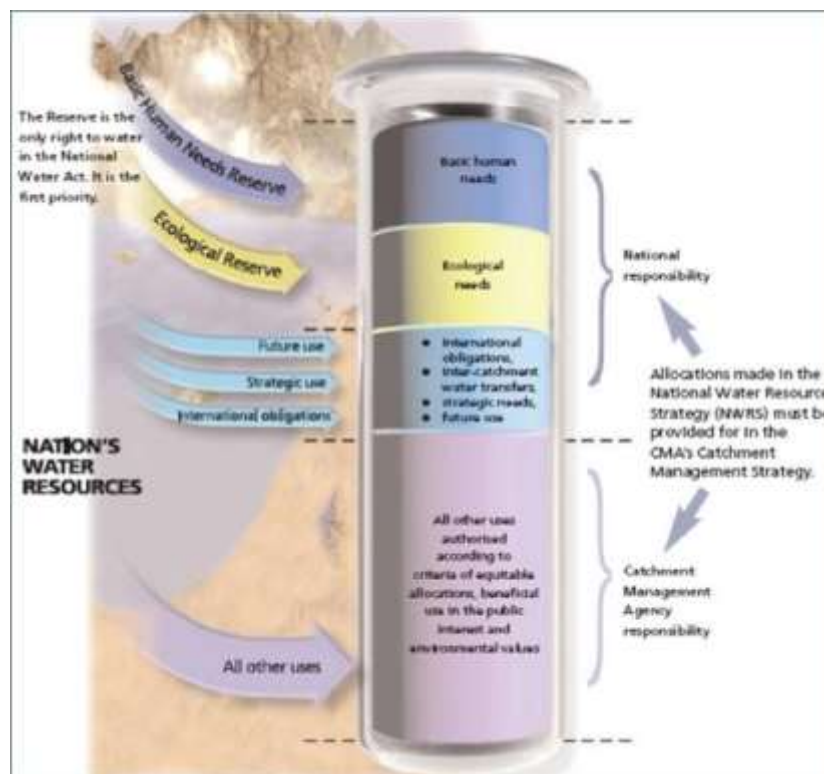 The Reserve is the
only right to water
in the National
Water Act. It is the
first priority.
Basic Human Needs Reserve
Ecological Reserve
Future use
Strategic use
International obligations
NATION'S
WATER
RESOURCES
All other uses
Basic human
needs
Ecological
needs
• International
obligations,
• inter-catchment
water transfers,
• strategic needs,
• future use
All other uses
authorised
according to
criteria of equitable
allocations, beneficial
use in the public
interest and
environmental values
National
responsibility
Allocations made in the
National Water Resource
Strategy (NWRS) must be
provided for in the
CMA's Catchment
Management Strategy.
Catchment
Management
Agency
responsibility